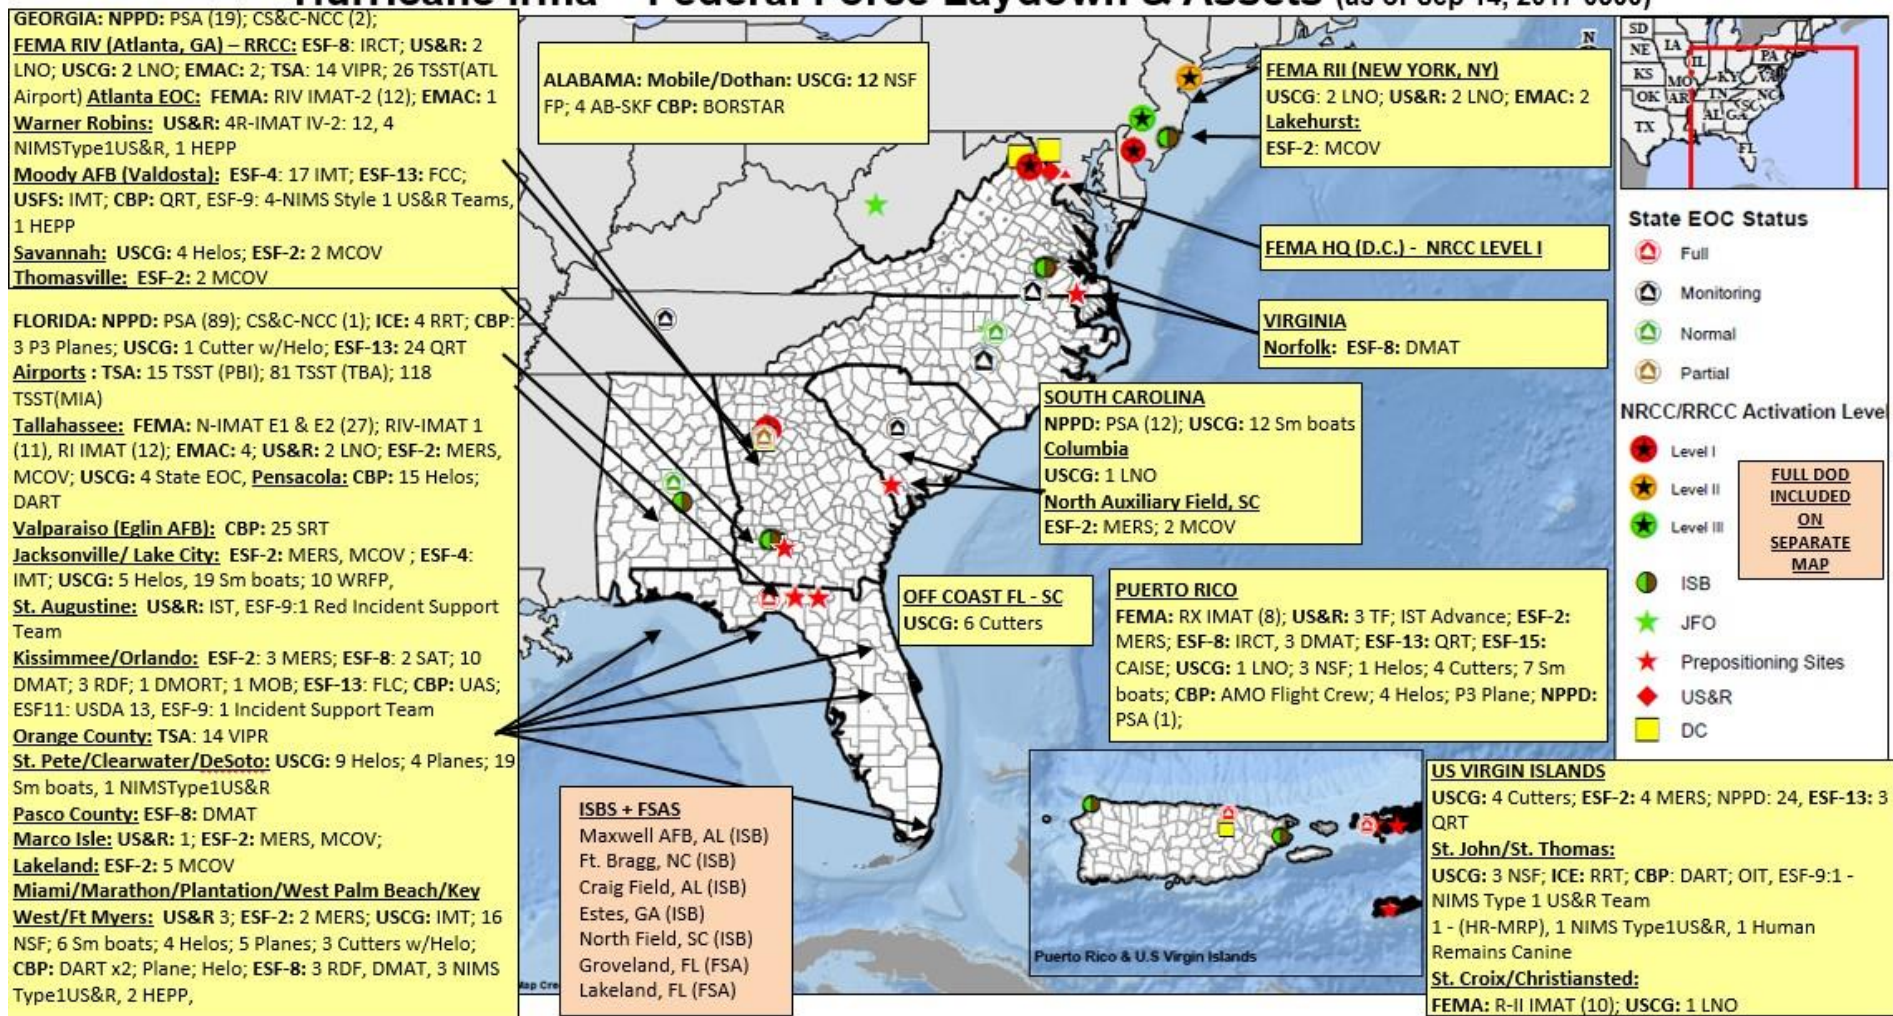 Hurricane Irma – Federal Force Laydown & Assets (as of Sep 14, 2017 0600)
GEORGIA: NPPD: PSA (19); CS&C-NCC (2);
FEMA RIV (Atlanta, GA) – RRCC: ESF-8: IRCT; US&R: 2
LNO; USCG: 2 LNO; EMAC: 2; TSA: 14 VIPR; 26 TSST(ATL
Airport) Atlanta EOC: FEMA: RIV IMAT-2 (12); EMAC: 1
Warner Robins: US&R: 4R-IMAT IV-2: 12, 4
NIMSType1US&R, 1 HEPP
Moody AFB (Valdosta): ESF-4: 17 IMT; ESF-13: FCC;
USFS: IMT; CBP: QRT, ESF-9: 4-NIMS Style 1 US&R Teams,
1 HEPP
Savannah: USCG: 4 Helos; ESF-2: 2 MCOV
Thomasville: ESF-2: 2 MCOV
FLORIDA: NPPD: PSA (89); CS&C-NCC (1); ICE: 4 RRT; CBP:
3 P3 Planes; USCG: 1 Cutter w/Helo; ESF-13: 24 QRT
Airports : TSA: 15 TSST (PBI); 81 TSST (TBA); 118
TSST(MIA)
Tallahassee: FEMA: N-IMAT E1 & E2 (27); RIV-IMAT 1
(11), RI IMAT (12); EMAC: 4; US&R: 2 LNO; ESF-2: MERS,
MCOV; USCG: 4 State EOC, Pensacola: CBP: 15 Helos;
DART
Valparaiso (Eglin AFB): CBP: 25 SRT
Jacksonville/ Lake City: ESF-2: MERS, MCOV ; ESF-4:
IMT; USCG: 5 Helos, 19 Sm boats; 10 WRFP,
St. Augustine: US&R: IST, ESF-9:1 Red Incident Support
Team
Kissimmee/Orlando: ESF-2: 3 MERS; ESF-8: 2 SAT; 10
DMAT; 3 RDF; 1 DMORT; 1 MOB; ESF-13: FLC; CBP: UAS;
ESF11: USDA 13, ESF-9: 1 Incident Support Team
Orange County: TSA: 14 VIPR
St. Pete/Clearwater/DeSoto: USCG: 9 Helos; 4 Planes; 19
Sm boats, 1 NIMSType1US&R
Pasco County: ESF-8: DMAT
Marco Isle: US&R: 1; ESF-2: MERS, MCOV;
Lakeland: ESF-2: 5 MCOV
Miami/Marathon/Plantation/West Palm Beach/Key
West/Ft Myers: US&R 3; ESF-2: 2 MERS; USCG: IMT; 16
NSF; 6 Sm boats; 4 Helos; 5 Planes; 3 Cutters w/Helo;
CBP: DART x2; Plane; Helo; ESF-8: 3 RDF, DMAT, 3 NIMS
Type1US&R, 2 HEPP,
ALABAMA: Mobile/Dothan: USCG: 12 NSF
FP; 4 AB-SKF CBP: BORSTAR
N
FEMA RII (NEW YORK, NY)
USCG: 2 LNO; US&R: 2 LNO; EMAC: 2
Lakehurst:
ESF-2: MCOV
FEMA HQ (D.C.) - NRCC LEVEL I
VIRGINIA
Norfolk: ESF-8: DMAT
SOUTH CAROLINA
NPPD: PSA (12); USCG: 12 Sm boats
Columbia
USCG: 1 LNO
North Auxiliary Field, SC
ESF-2: MERS; 2 MCOV
OFF COAST FL - SC
USCG: 6 Cutters
PUERTO RICO
FEMA: RX IMAT (8); US&R: 3 TF; IST Advance; ESF-2:
MERS; ESF-8: IRCT, 3 DMAT; ESF-13: QRT; ESF-15:
CAISE; USCG: 1 LNO; 3 NSF; 1 Helos; 4 Cutters; 7 Sm
boats; CBP: AMO Flight Crew; 4 Helos; P3 Plane; NPPD:
PSA (1);
ISBS + FSAS
Maxwell AFB, AL (ISB)
Ft. Bragg, NC (ISB)
Craig Field, AL (ISB)
Estes, GA (ISB)
North Field, SC (ISB)
Groveland, FL (FSA)
Lakeland, FL (FSA)
Map Cre
Puerto Rico & U.S Virgin Islands
US VIRGIN ISLANDS
USCG: 4 Cutters; ESF-2: 4 MERS; NPPD: 24, ESF-13: 3
QRT
St. John/St. Thomas:
USCG: 3 NSF; ICE: RRT; CBP: DART; OIT, ESF-9:1 -
NIMS Type 1 US&R Team
1 - (HR-MRP), 1 NIMS Type1US&R, 1 Human
Remains Canine
St. Croix/Christiansted:
FEMA: R-II IMAT (10); USCG: 1 LNO
SD
NE IA
IL PA
KS MO KY VA
OK AR TN NC
SC
TX AL GA
FL
State EOC Status
Full
Monitoring
Normal
Partial
NRCC/RRCC Activation Level
Level I
Level II
Level III
FULL DOD
INCLUDED
ON
SEPARATE
MAP
ISB
JFO
Prepositioning Sites
US&R
DC